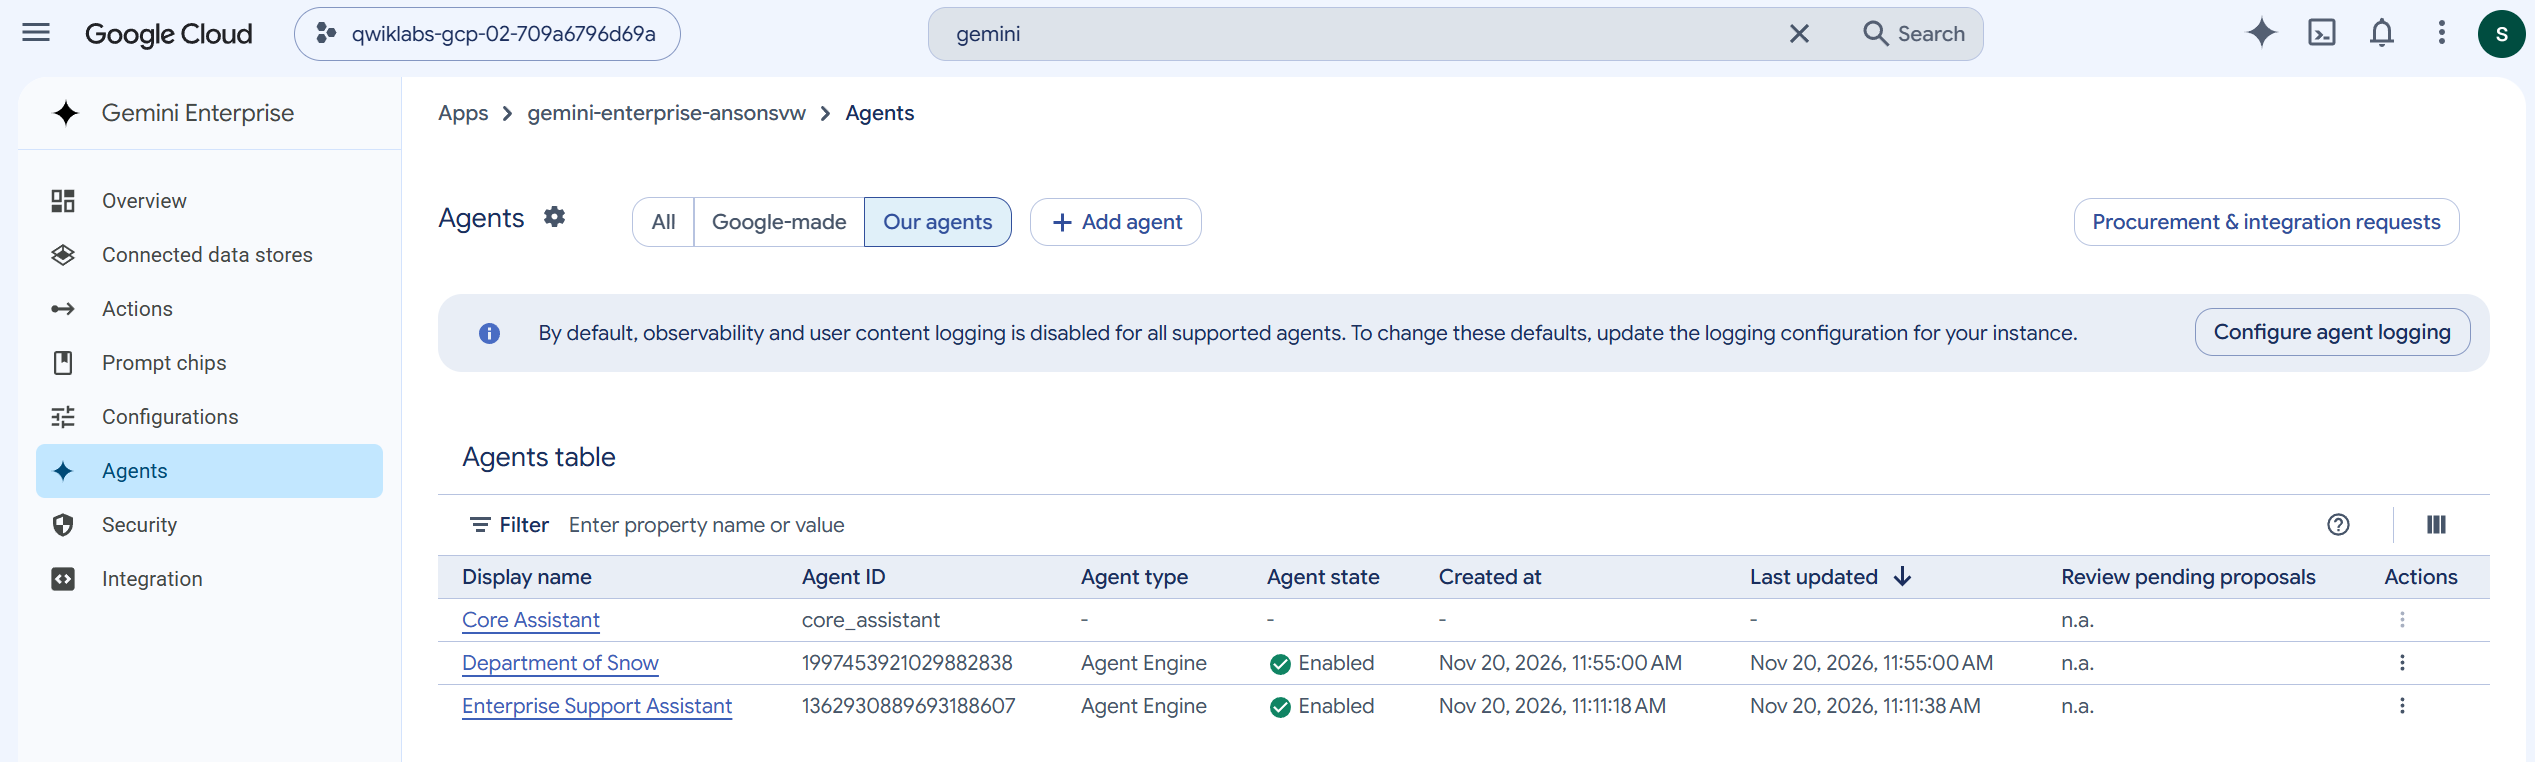 Google Cloud
qwiklabs-gcp-02-709a6796d69a
gemini
Search
S
Gemini Enterprise
Overview
Connected data stores
Actions
Prompt chips
Configurations
Agents
Security
Integration
Apps > gemini-enterprise-ansonsvw > Agents
Agents
All
Google-made
Our agents
+ Add agent
Procurement & integration requests
By default, observability and user content logging is disabled for all supported agents. To change these defaults, update the logging configuration for your instance.
Configure agent logging
Agents table
Filter Enter property name or value
Display name Agent ID Agent type Agent state Created at Last updated Review pending proposals Actions
Core Assistant core_assistant - - - - n.a.
Department of Snow 1997453921029882838 Agent Engine Enabled Nov 20, 2026, 11:55:00 AM Nov 20, 2026, 11:55:00 AM n.a.
Enterprise Support Assistant 1362930889693188607 Agent Engine Enabled Nov 20, 2026, 11:11:18 AM Nov 20, 2026, 11:11:38 AM n.a.